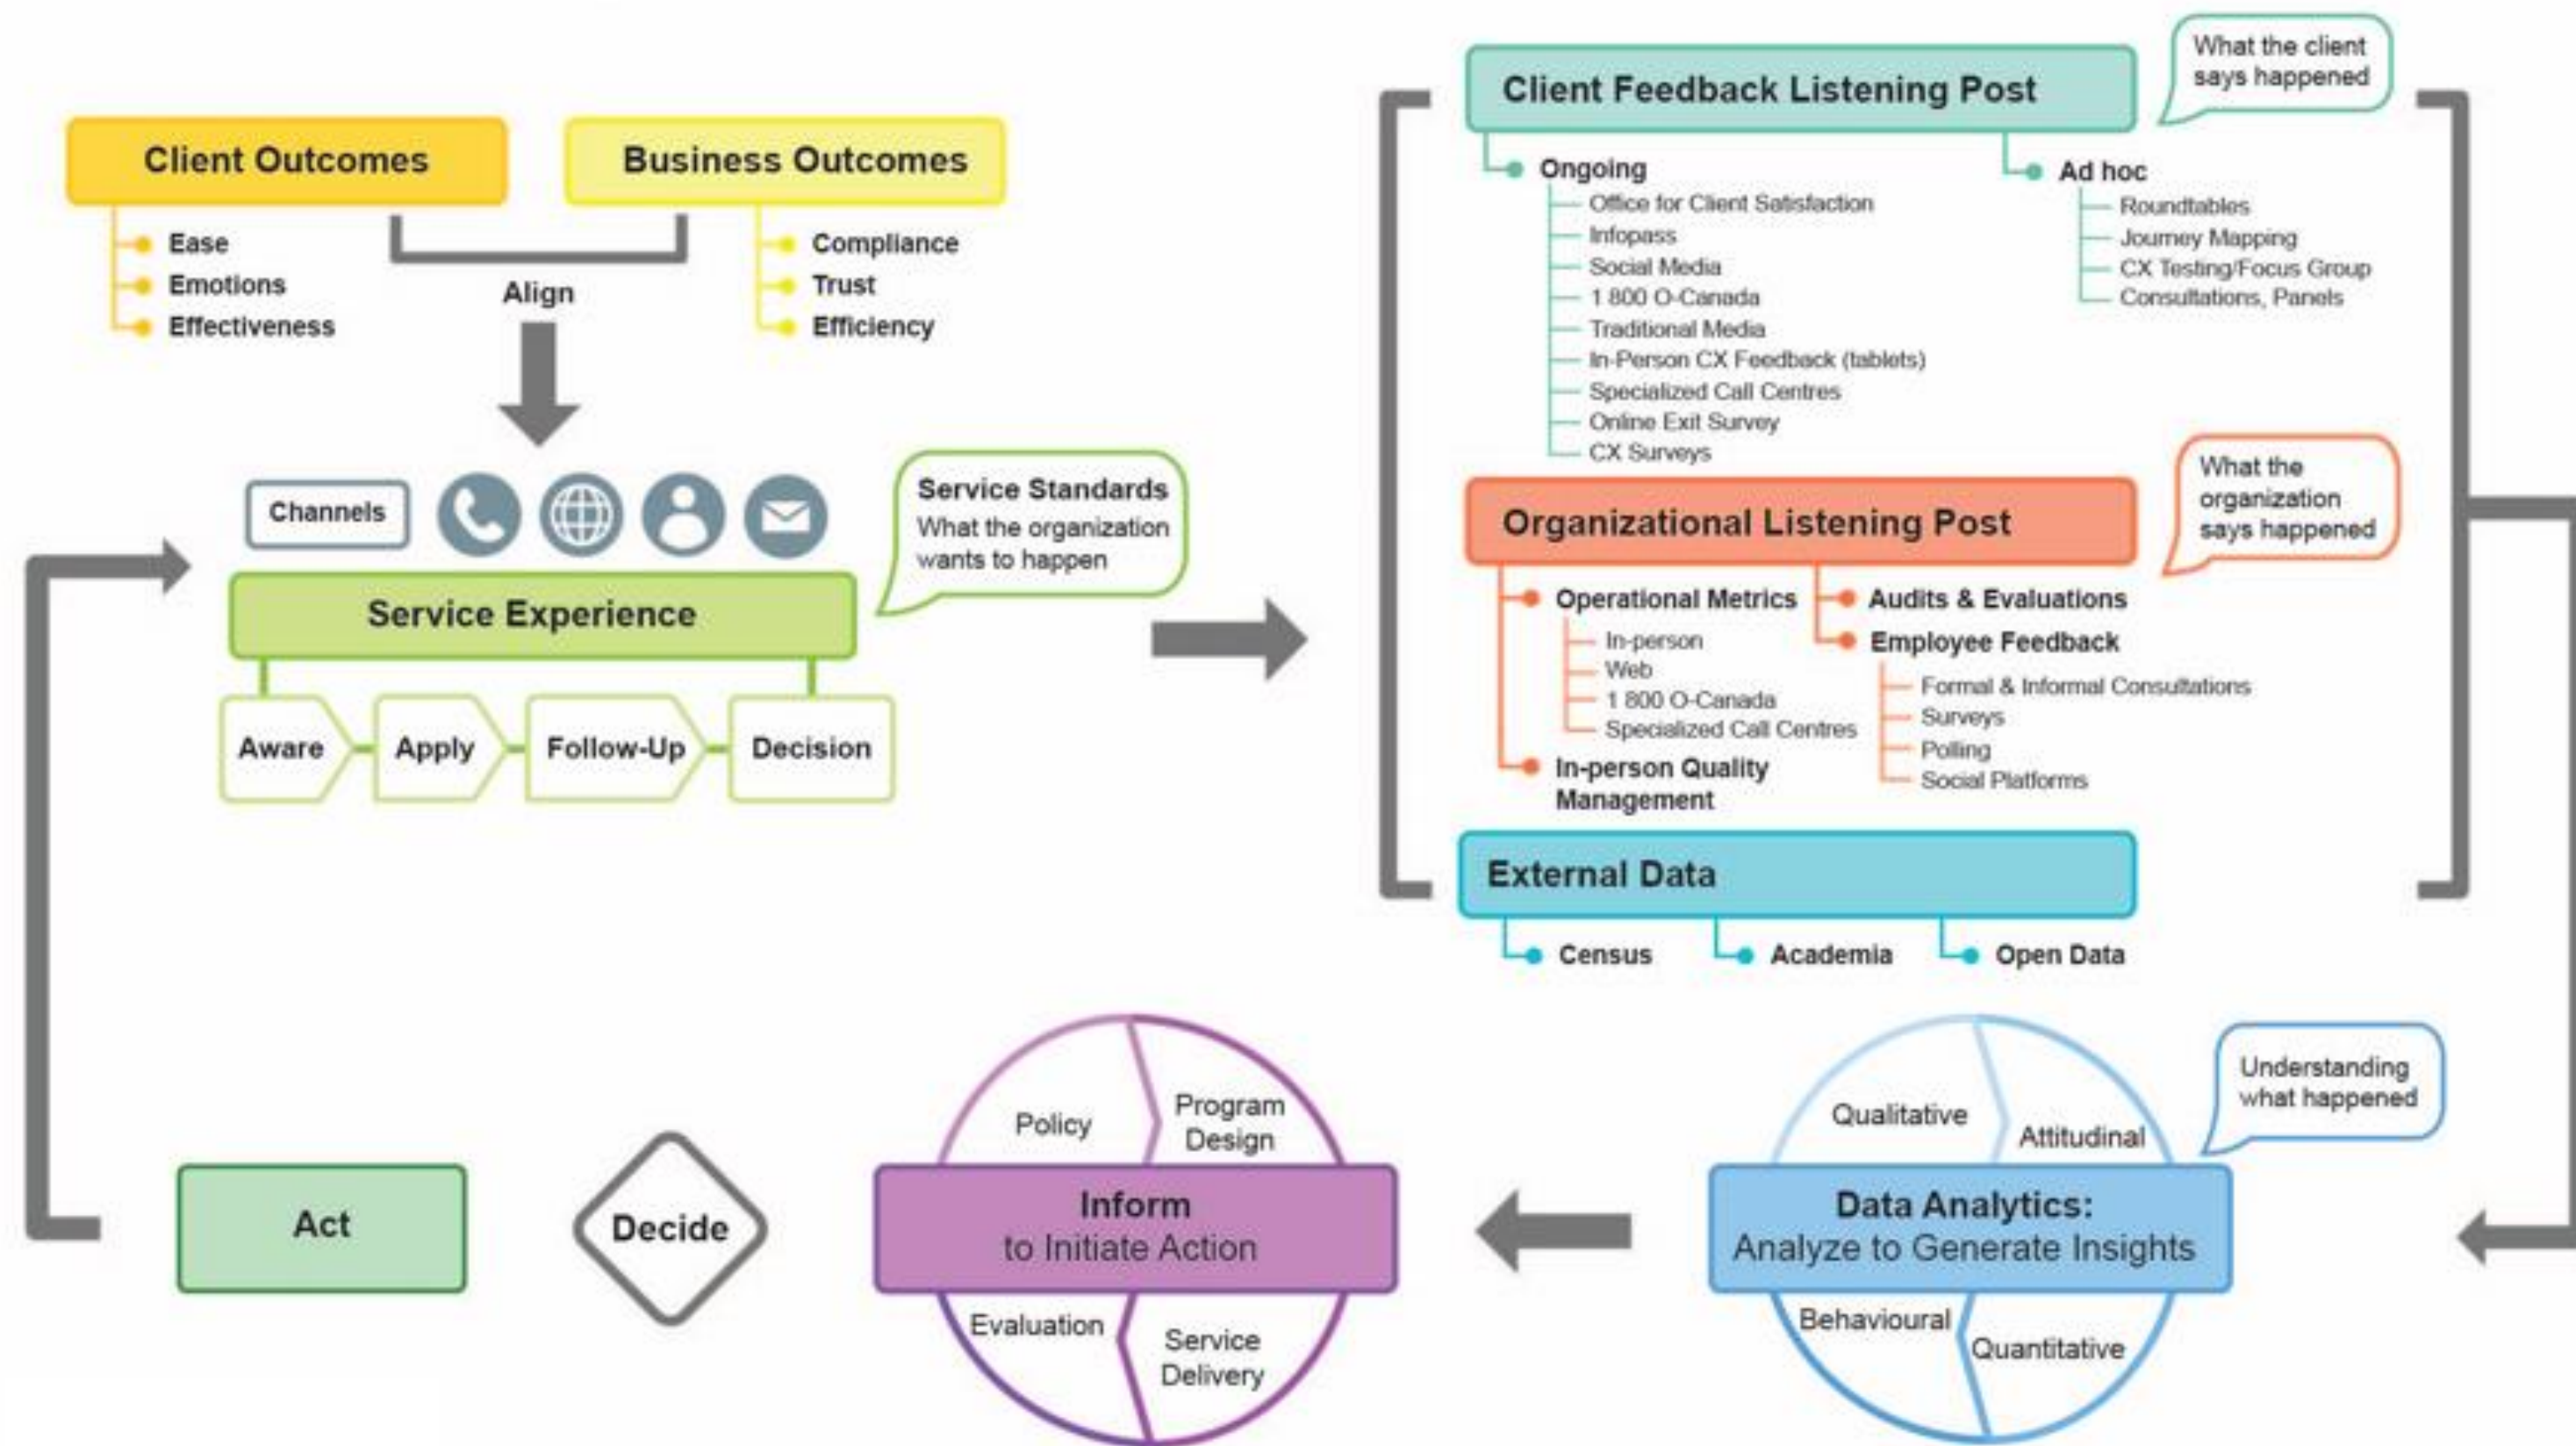 Client Outcomes
Ease
Emotions
Effectiveness
Business Outcomes
Compliance
Trust
Efficiency
Align
Channels
Service Standards
What the organization
wants to happen
Service Experience
Aware
Apply
Follow-Up
Decision
Client Feedback Listening Post
What the client
says happened
Ongoing
Office for Client Satisfaction
Infopass
Social Media
1 800 O-Canada
Traditional Media
In-Person CX Feedback (tablets)
Specialized Call Centres
Online Exit Survey
CX Surveys
Ad hoc
Roundtables
Journey Mapping
CX Testing/Focus Group
Consultations, Panels
Organizational Listening Post
What the
organization
says happened
Operational Metrics
In-person
Web
1 800 O-Canada
Specialized Call Centres
In-person Quality
Management
Audits & Evaluations
Employee Feedback
Formal & Informal Consultations
Surveys
Polling
Social Platforms
External Data
Census
Academia
Open Data
Understanding
what happened
Qualitative
Attitudinal
Data Analytics:
Analyze to Generate Insights
Behavioural
Quantitative
Policy
Program
Design
Inform
to Initiate Action
Evaluation
Service
Delivery
Decide
Act